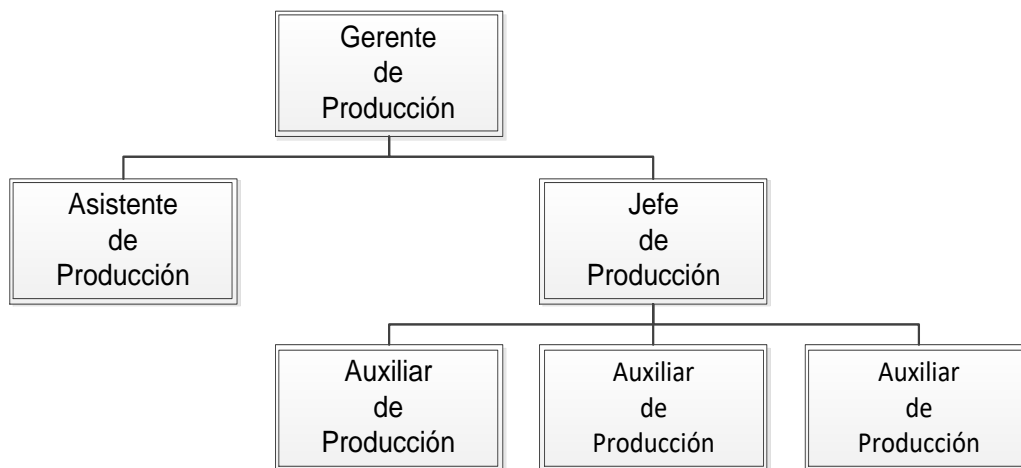 Gerente
de
Producción
Asistente
de
Producción
Jefe
de
Producción
Auxiliar
de
Producción
Auxiliar
de
Producción
Auxiliar
de
Producción